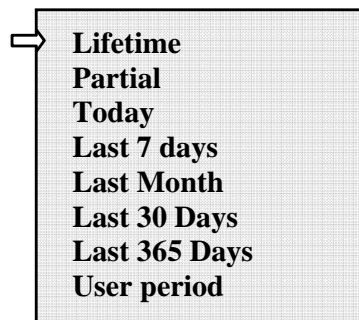 Lifetime
Partial
Today
Last 7 days
Last Month
Last 30 Days
Last 365 Days
User period